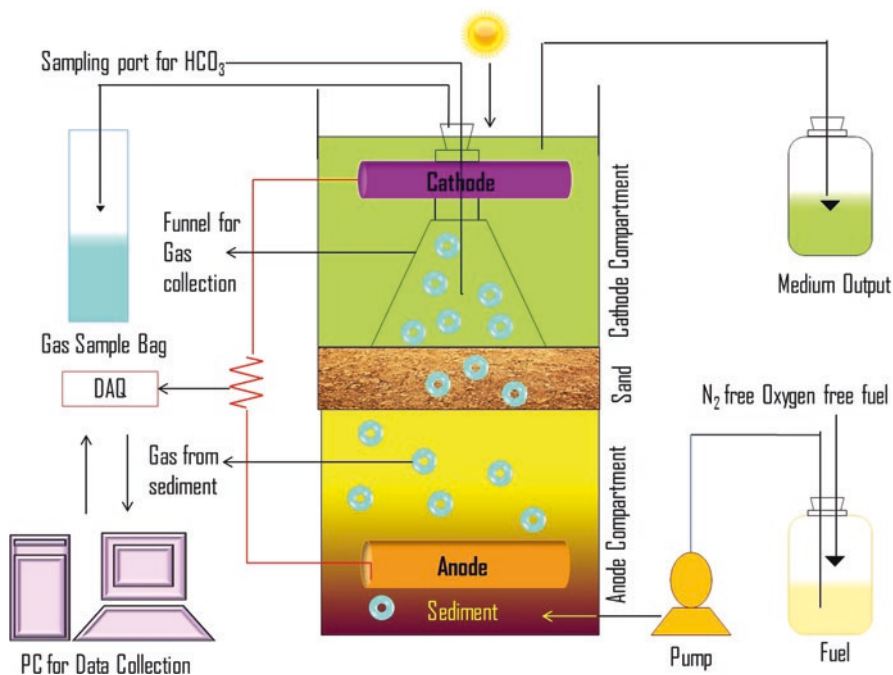 Sampling port for HCO₃
Cathode
Funnel for
Gas
collection
Cathode Compartment
Medium Output
Gas Sample Bag
DAQ
Sand
N₂ free Oxygen free fuel
Gas from
sediment
Anode Compartment
Anode
Sediment
PC for Data Collection
Pump
Fuel